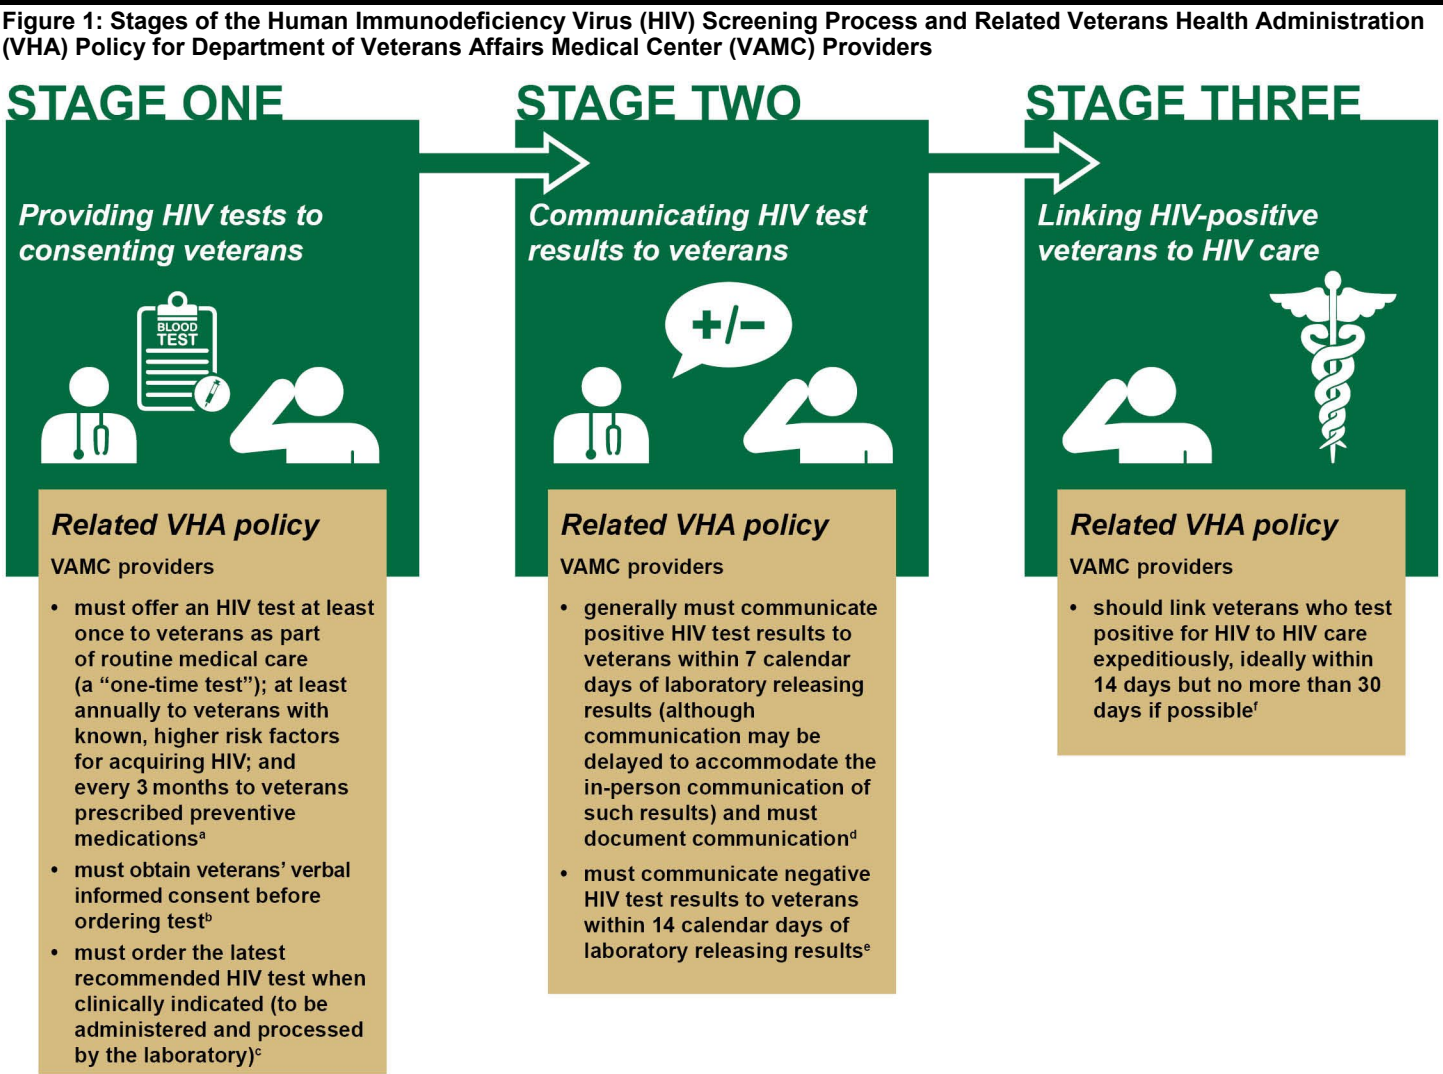 Figure 1: Stages of the Human Immunodeficiency Virus (HIV) Screening Process and Related Veterans Health Administration
(VHA) Policy for Department of Veterans Affairs Medical Center (VAMC) Providers
STAGE ONE
Providing HIV tests to
consenting veterans
BLOOD
TEST
Related VHA policy
VAMC providers
• must offer an HIV test at least
once to veterans as part
of routine medical care
(a “one-time test”); at least
annually to veterans with
known, higher risk factors
for acquiring HIV; and
every 3 months to veterans
prescribed preventive
medicationsᵃ
• must obtain veterans’ verbal
informed consent before
ordering testᵇ
• must order the latest
recommended HIV test when
clinically indicated (to be
administered and processed
by the laboratory)ᶜ
STAGE TWO
Communicating HIV test
results to veterans
+/−
Related VHA policy
VAMC providers
• generally must communicate
positive HIV test results to
veterans within 7 calendar
days of laboratory releasing
results (although
communication may be
delayed to accommodate the
in-person communication of
such results) and must
document communicationᵈ
• must communicate negative
HIV test results to veterans
within 14 calendar days of
laboratory releasing resultsᵉ
STAGE THREE
Linking HIV-positive
veterans to HIV care
Related VHA policy
VAMC providers
• should link veterans who test
positive for HIV to HIV care
expeditiously, ideally within
14 days but no more than 30
days if possibleᶠ